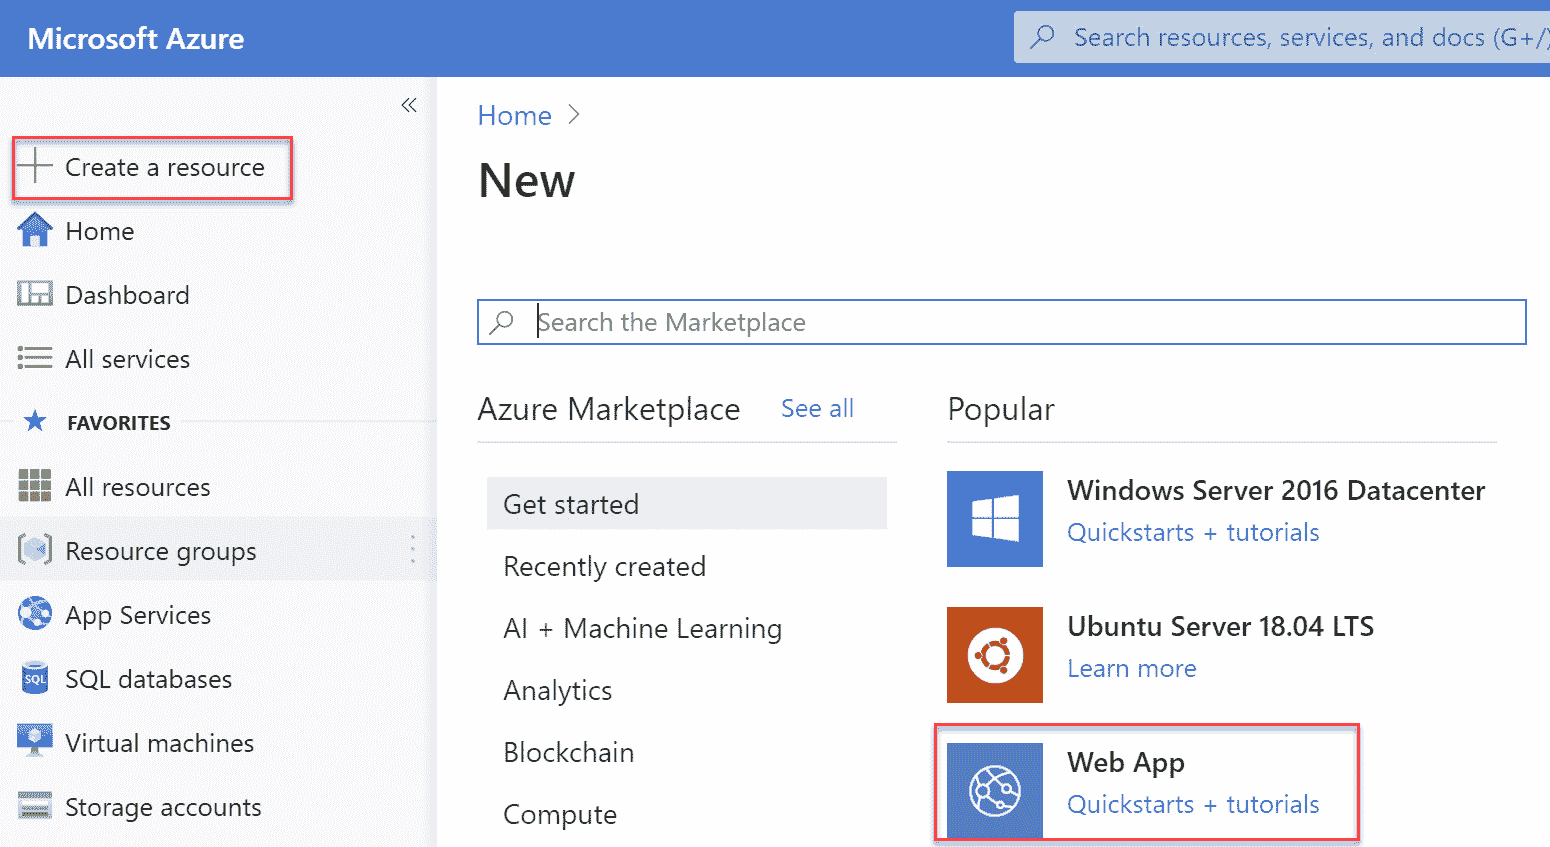 Microsoft Azure
Search resources, services, and docs (G+/)
«
Create a resource
Home
Dashboard
All services
FAVORITES
All resources
Resource groups
App Services
SQL
SQL databases
Virtual machines
Storage accounts
Home >
New
Search the Marketplace
Azure Marketplace See all
Get started
Recently created
AI + Machine Learning
Analytics
Blockchain
Compute
Popular
Windows Server 2016 Datacenter
Quickstarts + tutorials
Ubuntu Server 18.04 LTS
Learn more
Web App
Quickstarts + tutorials